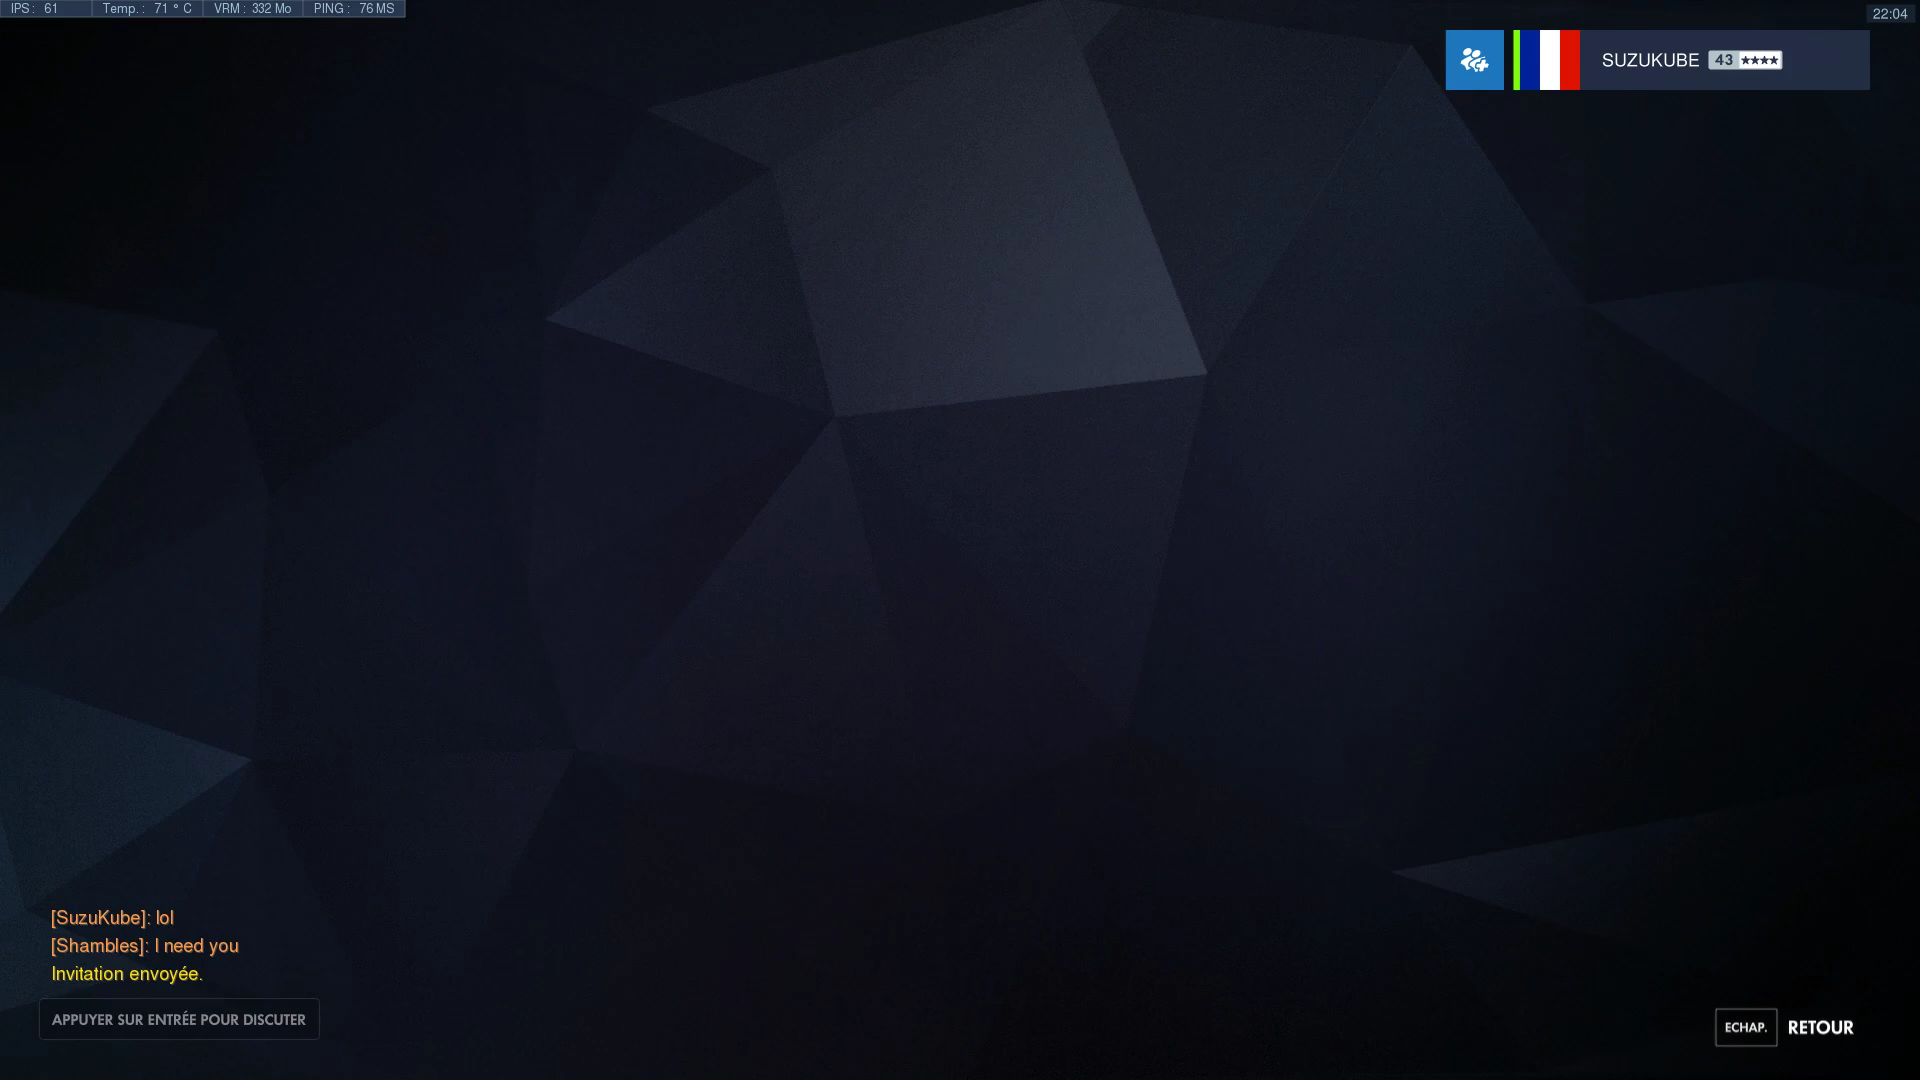 IPS : 61 Temp. : 71 ° C VRM : 332 Mo PING : 76 MS
22:04
SUZUKUBE 43 ★★★★
[SuzuKube]: lol
[Shambles]: I need you
Invitation envoyée.
APPUYER SUR ENTRÉE POUR DISCUTER
ECHAP. RETOUR